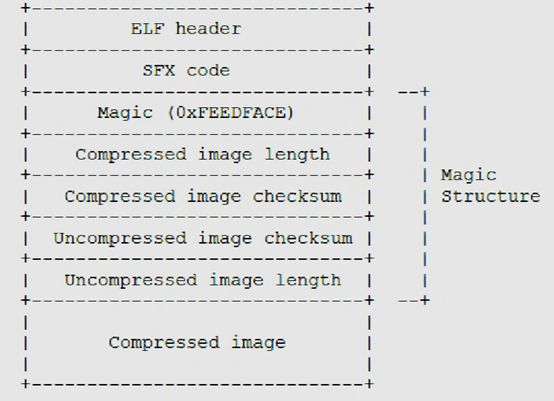 ELF header
SFX code
Magic (0xFEEDFACE)
Compressed image length
Compressed image checksum
Uncompressed image checksum
Uncompressed image length
Magic
Structure
Compressed image